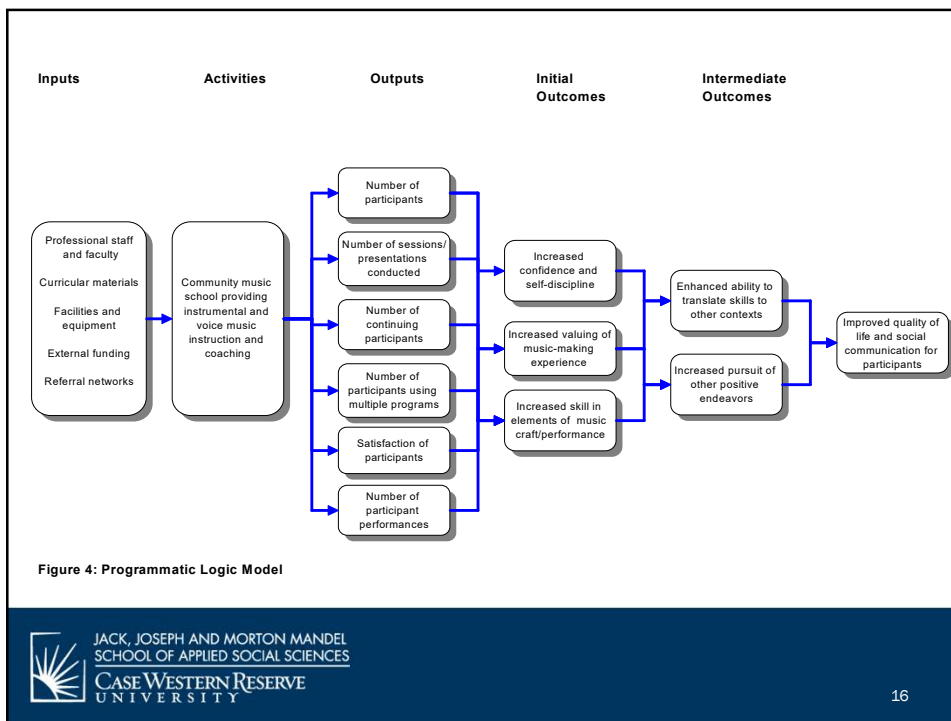 Inputs
Activities
Outputs
Initial
Outcomes
Intermediate
Outcomes
Professional staff
and faculty
Curricular materials
Facilities and
equipment
External funding
Referral networks
Community music
school providing
instrumental and
voice music
instruction and
coaching
Number of
participants
Number of sessions/
presentations
conducted
Number of
continuing
participants
Number of
participants using
multiple programs
Satisfaction of
participants
Number of
participant
performances
Increased
confidence and
self-discipline
Increased valuing of
music-making
experience
Increased skill in
elements of music
craft/performance
Enhanced ability to
translate skills to
other contexts
Increased pursuit of
other positive
endeavors
Improved quality of
life and social
communication for
participants
Figure 4: Programmatic Logic Model
JACK, JOSEPH AND MORTON MANDEL
SCHOOL OF APPLIED SOCIAL SCIENCES
CASE WESTERN RESERVE
UNIVERSITY
16